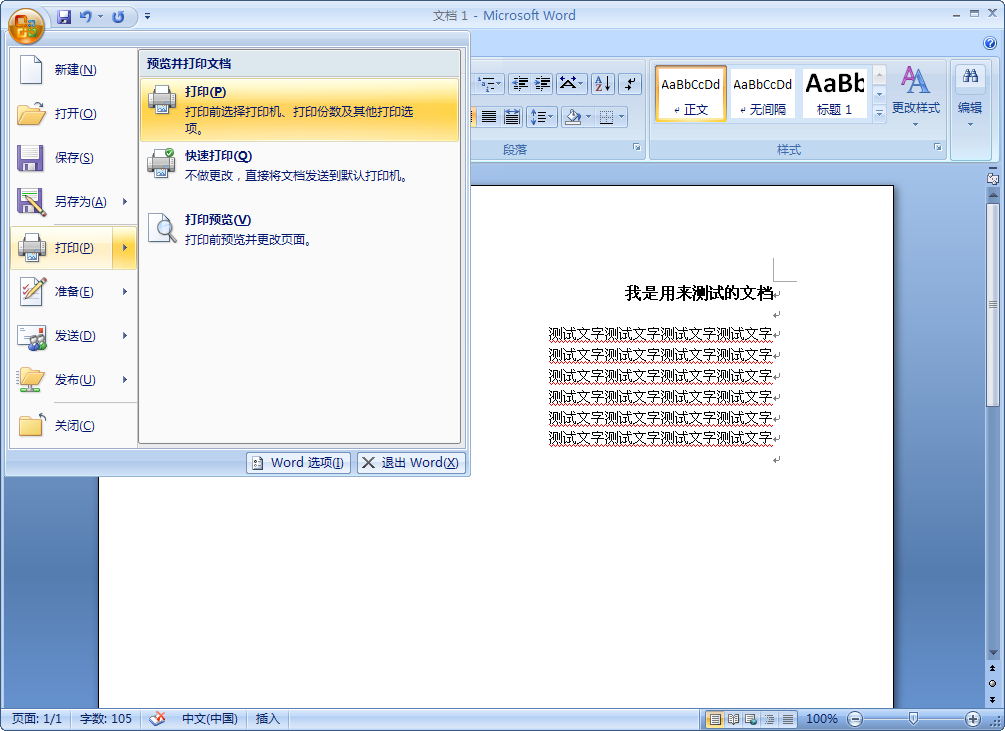 文档 1 - Microsoft Word
新建(N)
打开(O)
保存(S)
另存为(A)
打印(P)
准备(E)
发送(D)
发布(U)
关闭(C)
预览并打印文档
打印(P)
打印前选择打印机、打印份数及其他打印选
项。
快速打印(Q)
不做更改，直接将文档发送到默认打印机。
打印预览(V)
打印前预览并更改页面。
Word 选项(I)
退出 Word(X)
段落
AaBbCcDd
正文
AaBbCcDd
无间隔
AaBb
标题 1
更改样式
样式
编辑
我是用来测试的文档
测试文字测试文字测试文字测试文字
测试文字测试文字测试文字测试文字
测试文字测试文字测试文字测试文字
测试文字测试文字测试文字测试文字
测试文字测试文字测试文字测试文字
测试文字测试文字测试文字测试文字
页面: 1/1
字数: 105
中文(中国)
插入
100%